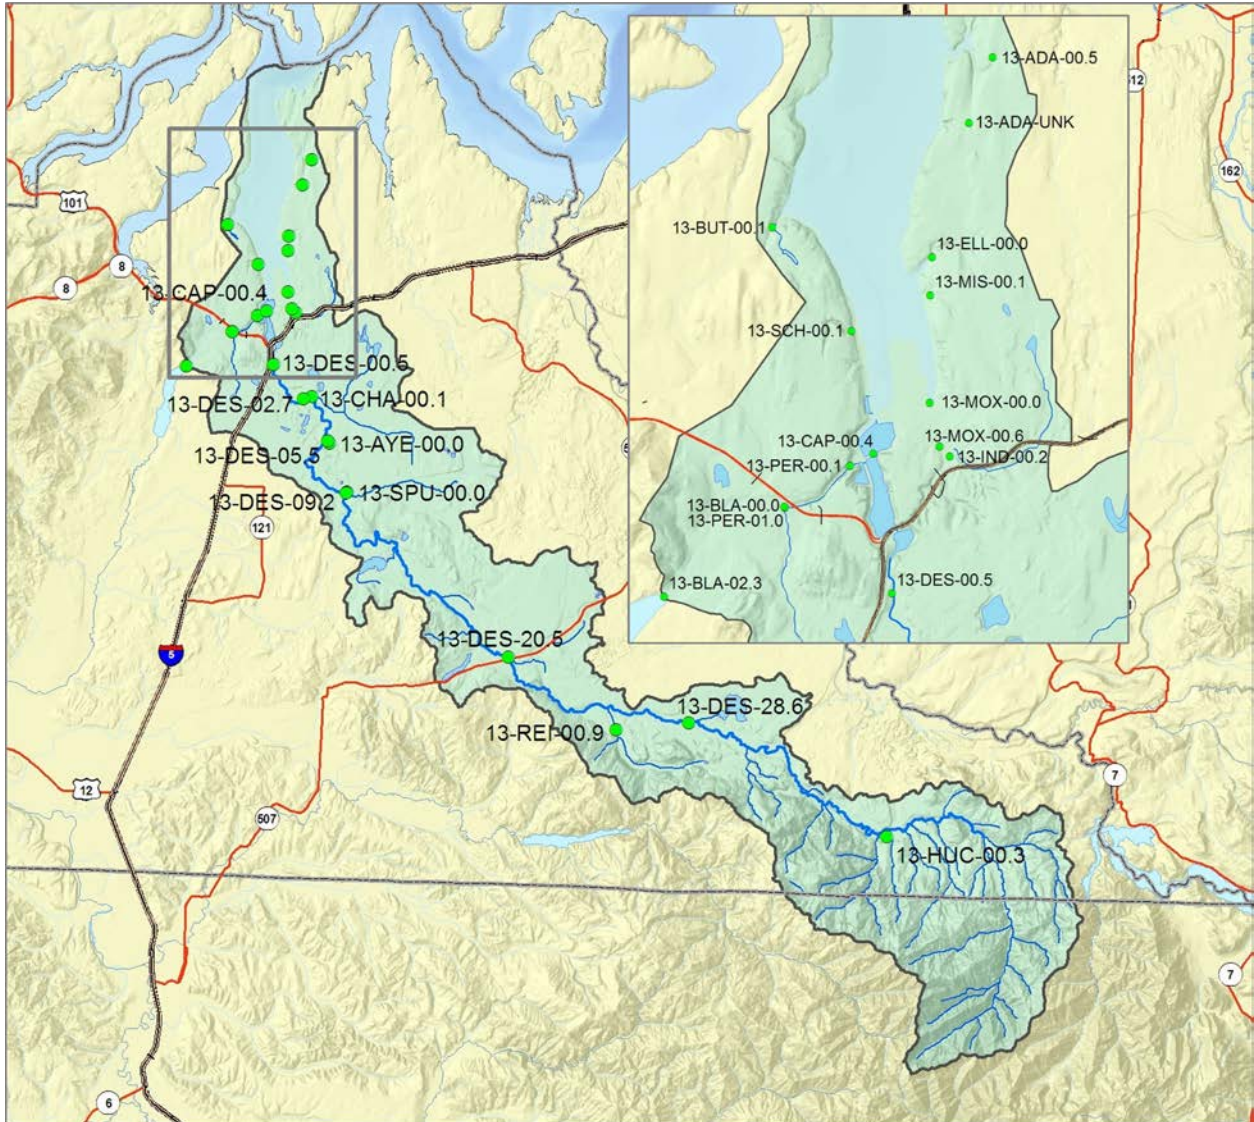 13-ADA-00.5
612
13-ADA-UNK
162
101
13-BUT-00.1
13-ELL-00.0
8
13-MIS-00.1
8
13-CAP-00.4
13-SCH-00.1
13-DES-00.5
13-DES-02.7
13-CHA-00.1
13-MOX-00.0
13-CAP-00.4
13-MOX-00.6
13-AYE-00.0
13-DES-05.5
13-PER-00.1
13-IND-00.2
13-DES-09.2
13-SPU-00.0
13-BLA-00.0
13-PER-01.0
121
13-BLA-02.3
13-DES-00.5
5
13-DES-20.5
13-DES-28.6
13-REI-00.9
12
7
507
13-HUC-00.3
7
6